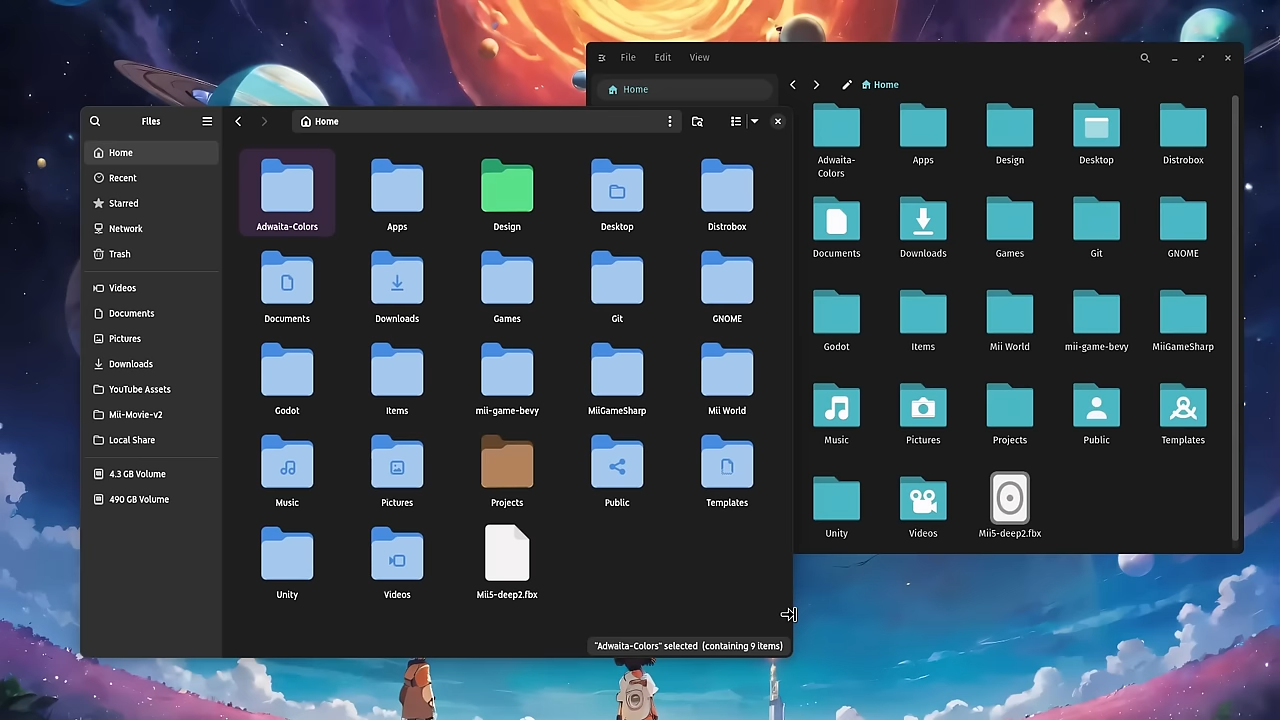 File Edit View
Home
Home
Adwaita-
Colors
Apps
Design
Desktop
Distrobox
Documents
Downloads
Games
Git
GNOME
Godot
Items
Mii World
mii-game-bevy
MiiGameSharp
Music
Pictures
Projects
Public
Templates
Unity
Videos
Mii5-deep2.fbx
Files
Home
Home
Recent
Starred
Network
Trash
Videos
Documents
Pictures
Downloads
YouTube Assets
Mii-Movie-v2
Local Share
4.3 GB Volume
490 GB Volume
Adwaita-Colors
Apps
Design
Desktop
Distrobox
Documents
Downloads
Games
Git
GNOME
Godot
Items
mii-game-bevy
MiiGameSharp
Mii World
Music
Pictures
Projects
Public
Templates
Unity
Videos
Mii5-deep2.fbx
"Adwaita-Colors" selected (containing 9 items)